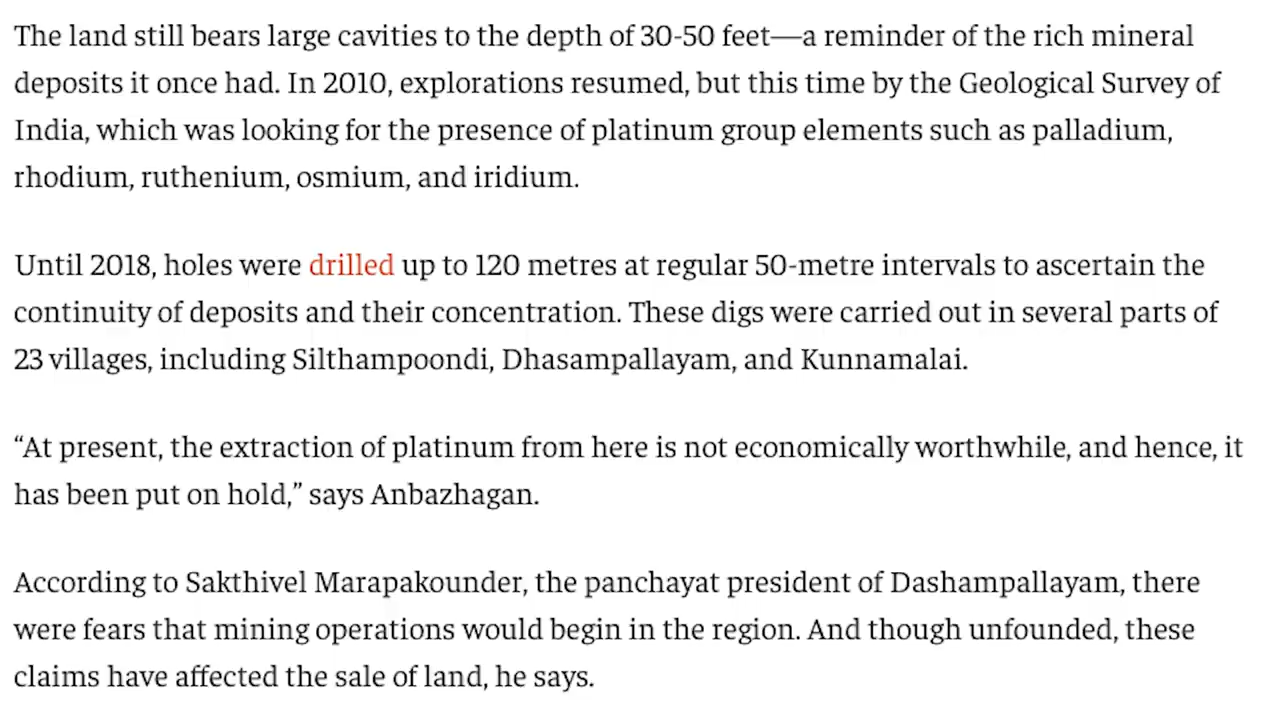 The land still bears large cavities to the depth of 30-50 feet—a reminder of the rich mineral
deposits it once had. In 2010, explorations resumed, but this time by the Geological Survey of
India, which was looking for the presence of platinum group elements such as palladium,
rhodium, ruthenium, osmium, and iridium.
Until 2018, holes were drilled up to 120 metres at regular 50-metre intervals to ascertain the
continuity of deposits and their concentration. These digs were carried out in several parts of
23 villages, including Silthampoondi, Dhasampallayam, and Kunnamalai.
“At present, the extraction of platinum from here is not economically worthwhile, and hence, it
has been put on hold,” says Anbazhagan.
According to Sakthivel Marapakounder, the panchayat president of Dashampallayam, there
were fears that mining operations would begin in the region. And though unfounded, these
claims have affected the sale of land, he says.